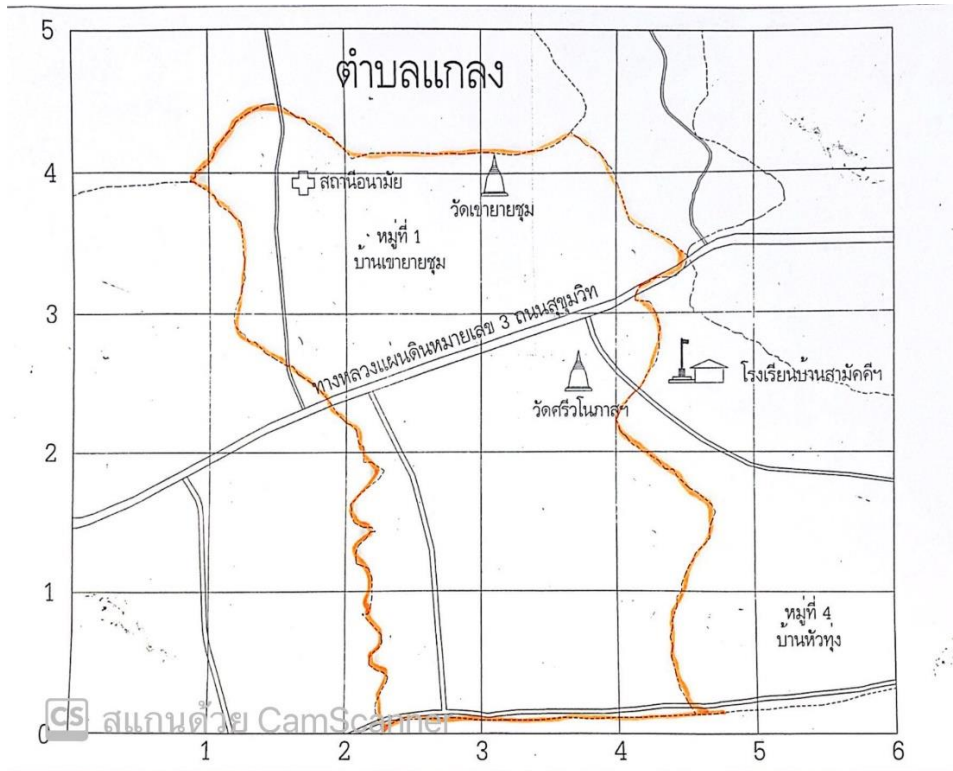 5
ตำบลแกลง
4
สถานีอนามัย
วัดเขายายชุม
หมู่ที่ 1
บ้านเขายายชุม
3
ทางหลวงแผ่นดินหมายเลข 3 ถนนสุขุมวิท
โรงเรียนบ้านสามัคคีฯ
วัดศรีวโนภาสฯ
2
1
หมู่ที่ 4
บ้านหัวทุ่ง
CS สแกนด้วย CamScanner
0
1 2 3 4 5 6